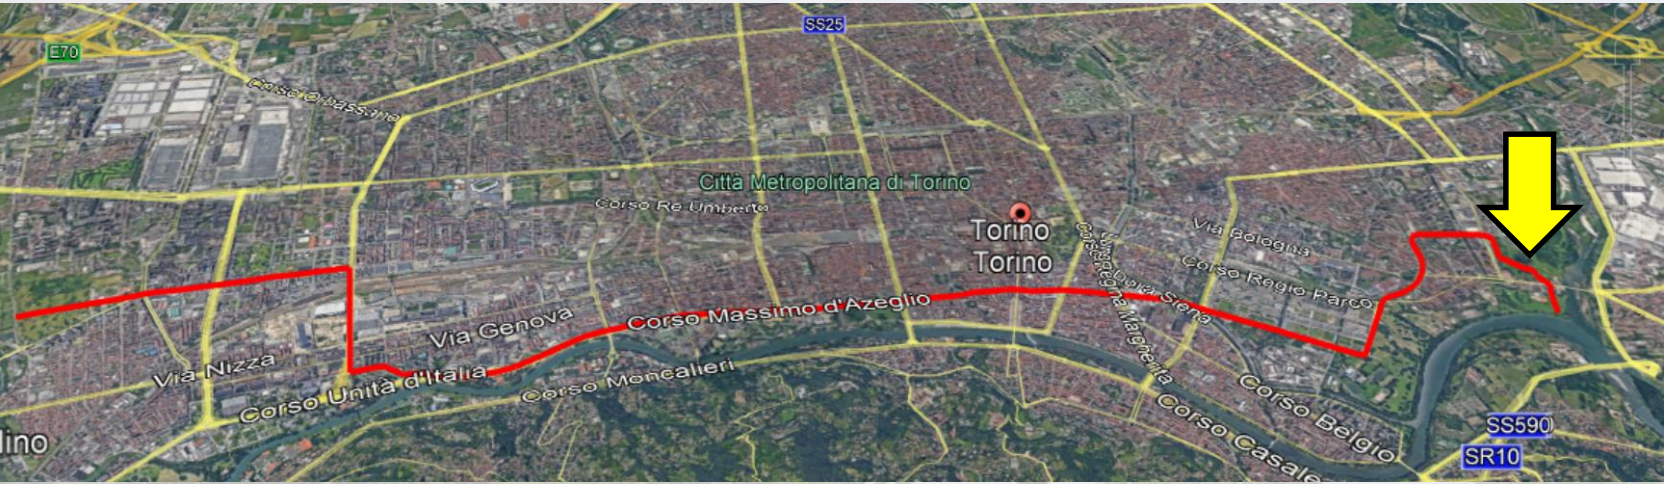 SS25
E70
Corso Orbassano
Città Metropolitana di Torino
Corso Re Umberto
Torino
Torino
Via Bologna
Corso Regio Parco
Corso Regina Margherita
Via Genova
Corso Massimo d'Azeglio
Via Nizza
Corso Unità d'Italia
Corso Moncalieri
Corso Belgio
Corso Casale
SS590
SR10
lino